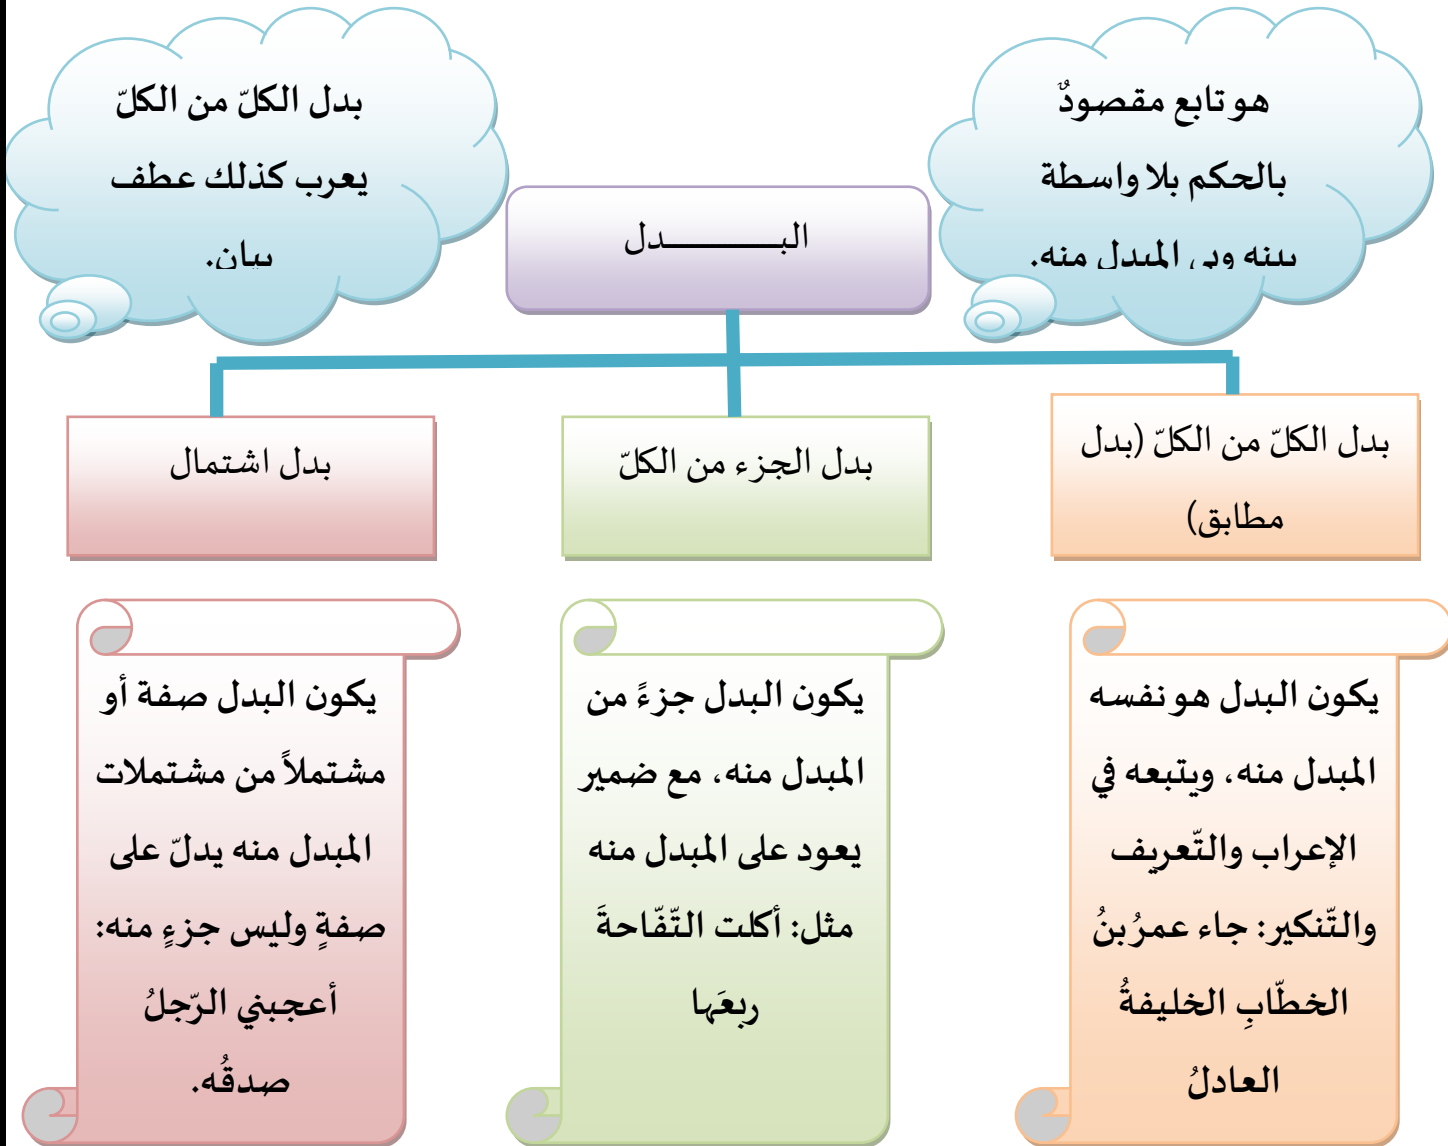 هو تابع مقصودٌ
بالحكم بلا واسطة
بينه وبي المبدل منه.
بدل الكلّ من الكلّ
يعرب كذلك عطف
بيان.
البــــــــدل
بدل الكلّ من الكلّ (بدل
مطابق)
بدل الجزء من الكلّ
بدل اشتمال
يكون البدل هو نفسه
المبدل منه، ويتبعه في
الإعراب والتّعريف
والتّنكير: جاء عمرُ بنُ
الخطّابِ الخليفةُ
العادلُ
يكون البدل جزءً من
المبدل منه، مع ضمير
يعود على المبدل منه
مثل: أكلت التّفّاحةَ
ربعَها
يكون البدل صفة أو
مشتملاً من مشتملات
المبدل منه يدلّ على
صفةٍ وليس جزءٍ منه:
أعجبني الرّجلُ
صدقُه.